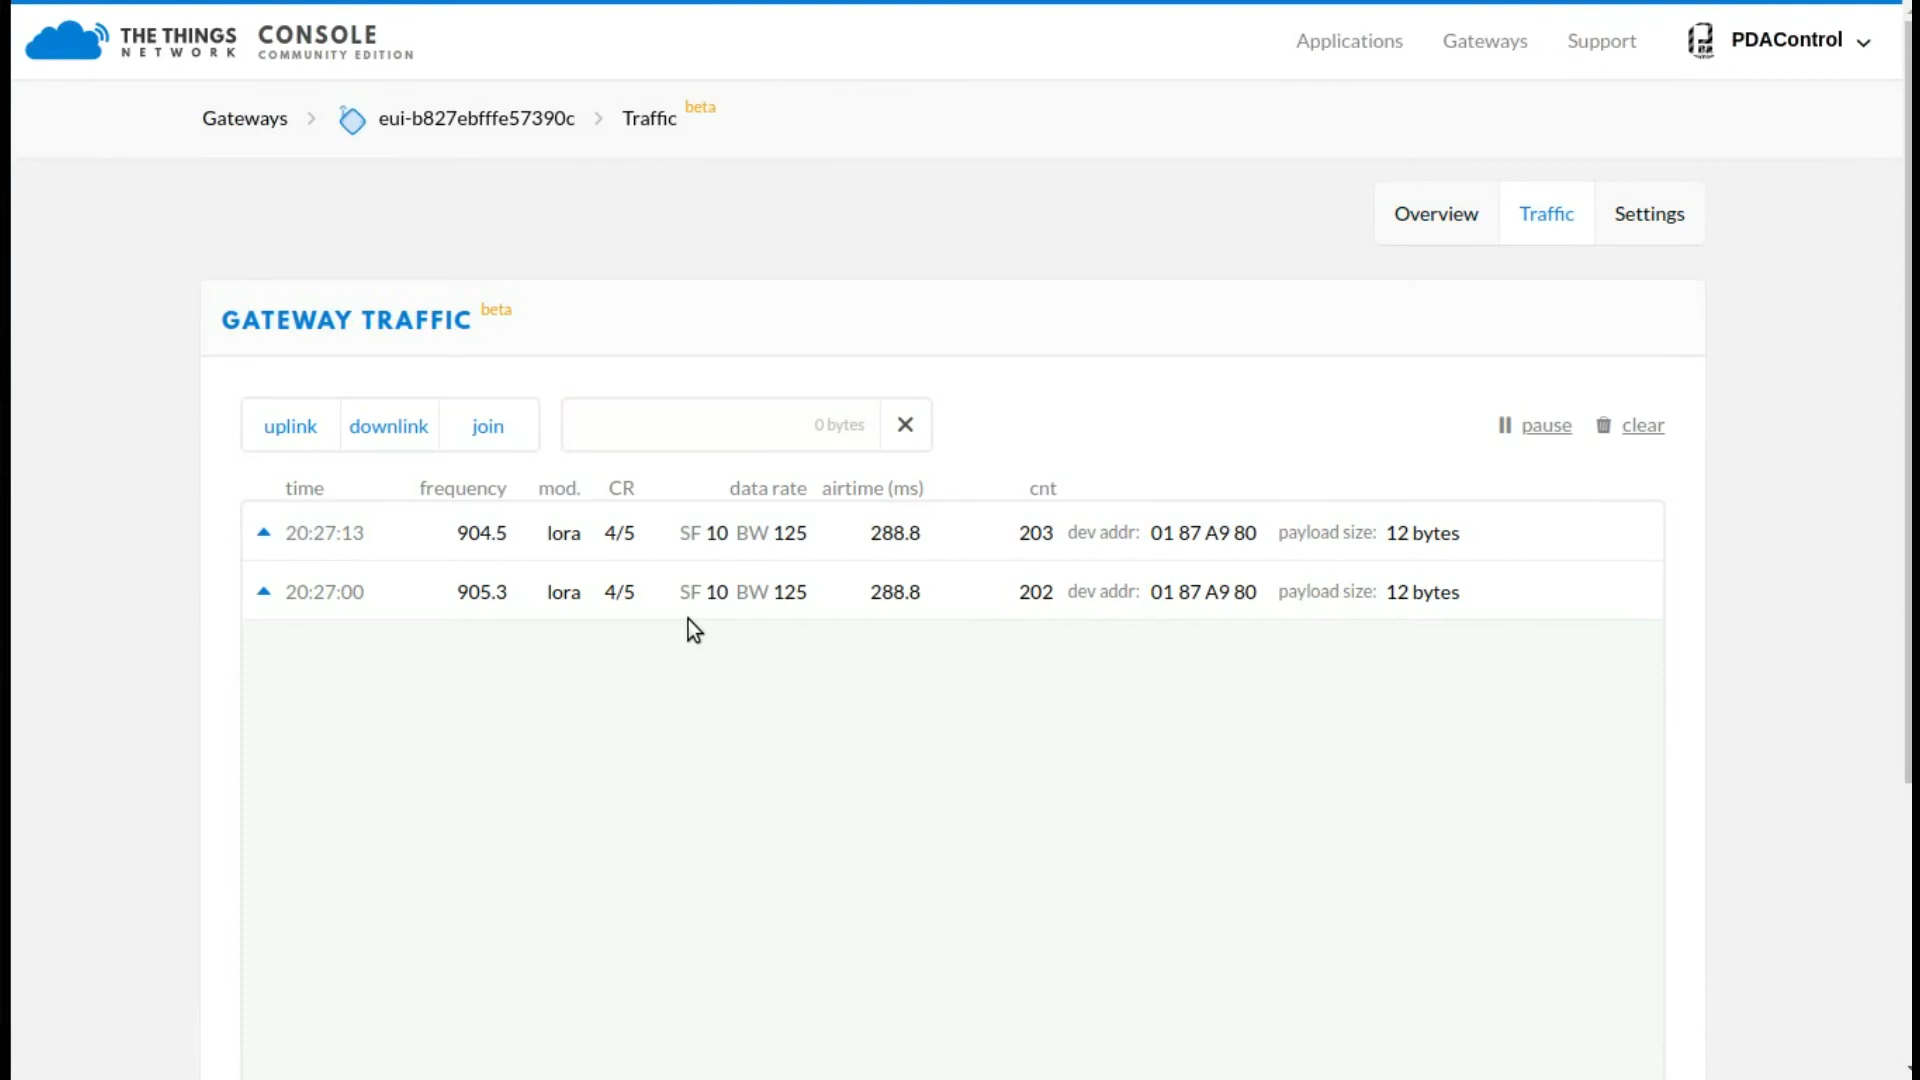 THE THINGS NETWORK CONSOLE COMMUNITY EDITION Applications Gateways Support PDAControl
Gateways eui-b827ebfffe57390c Traffic beta
Overview Traffic Settings
GATEWAY TRAFFIC beta
uplink downlink join 0 bytes pause clear
time frequency mod. CR data rate airtime (ms) cnt
20:27:13 904.5 lora 4/5 SF 10 BW 125 288.8 203 dev addr: 01 87 A9 80 payload size: 12 bytes
20:27:00 905.3 lora 4/5 SF 10 BW 125 288.8 202 dev addr: 01 87 A9 80 payload size: 12 bytes